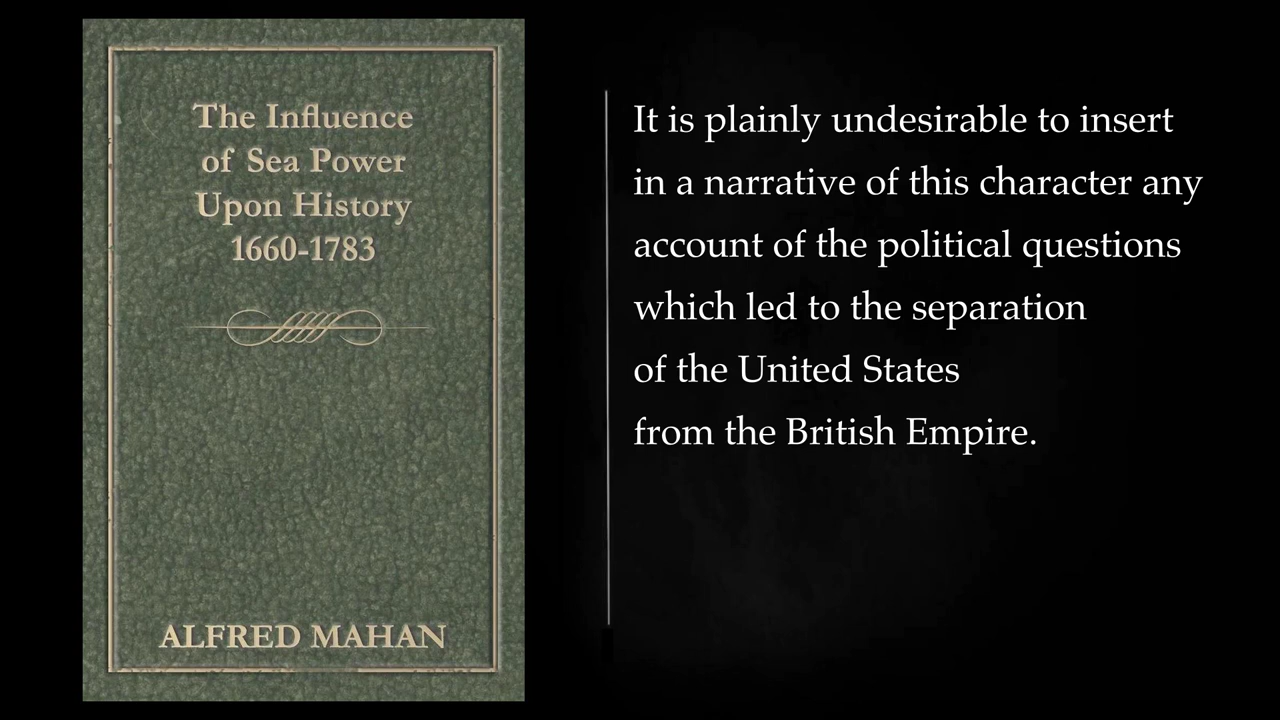 The Influence
of Sea Power
Upon History
1660-1783
ALFRED MAHAN
It is plainly undesirable to insert
in a narrative of this character any
account of the political questions
which led to the separation
of the United States
from the British Empire.